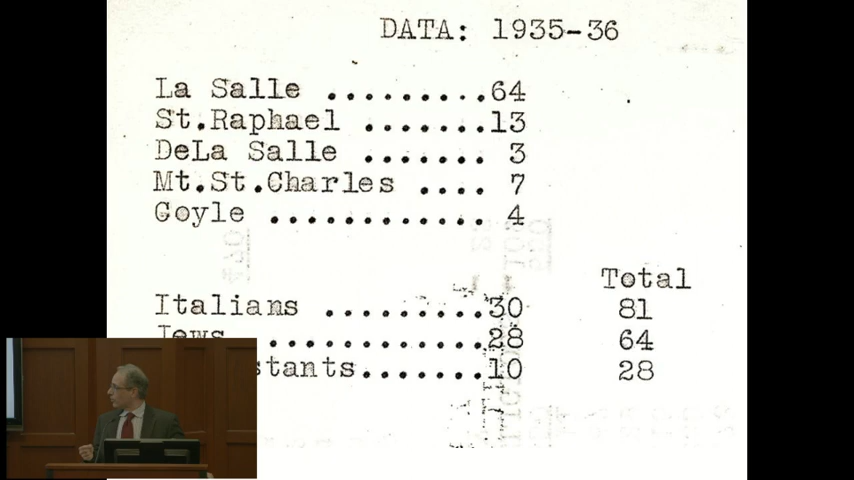 DATA: 1935-36
La Salle .........64
St.Raphael .......13
DeLa Salle ....... 3
Mt.St.Charles .... 7
Goyle ............ 4
Total
Italians .........30 81
Jews ............28 64
stants.......10 28